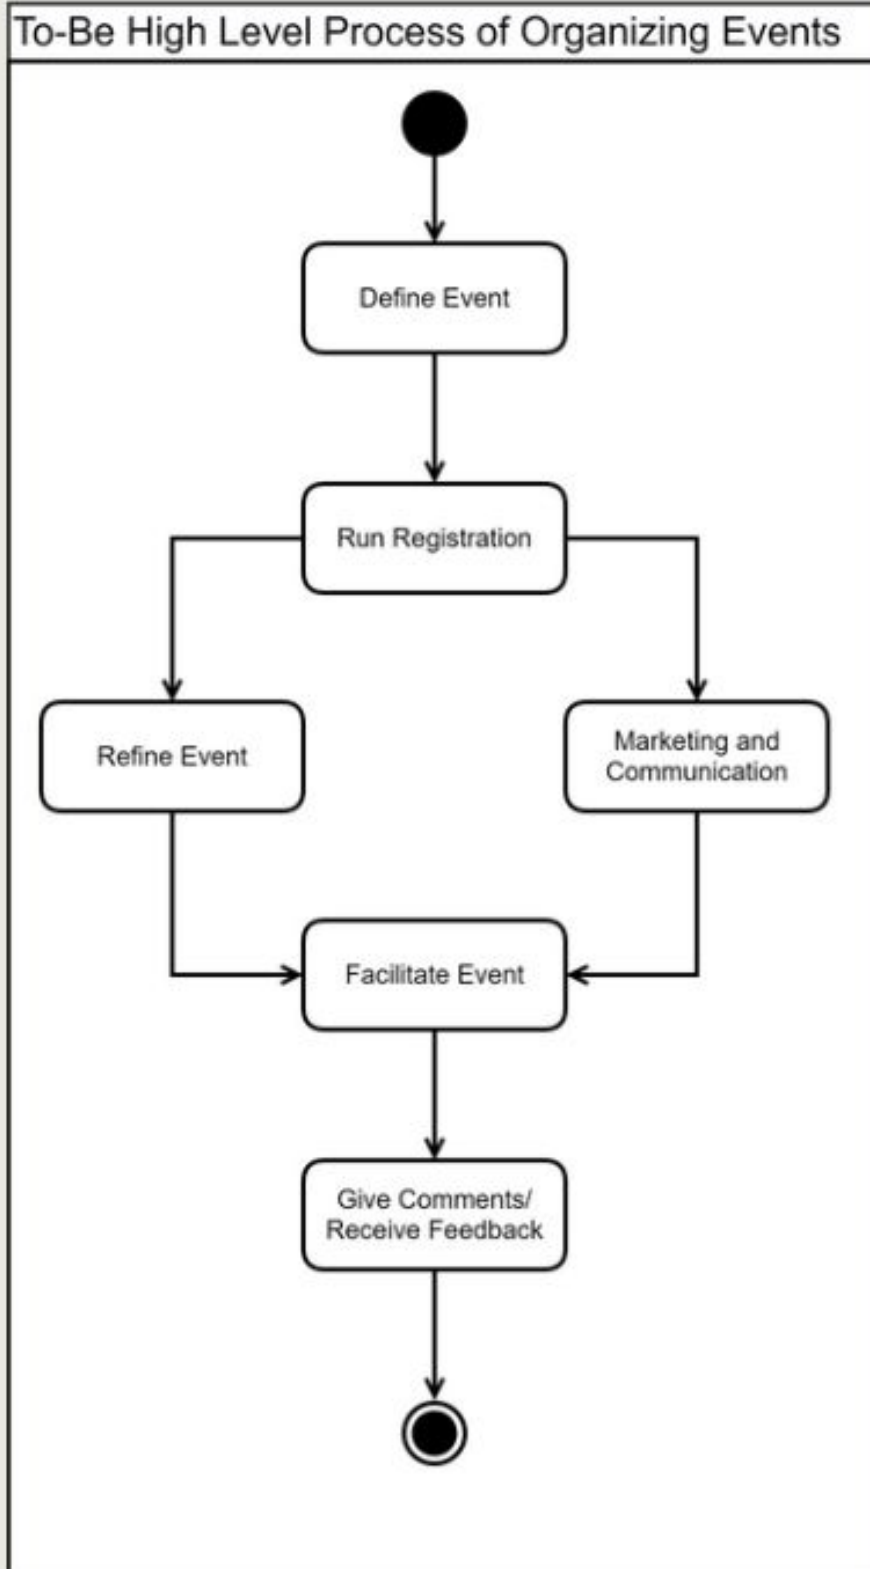 To-Be High Level Process of Organizing Events
Define Event
Run Registration
Refine Event
Marketing and
Communication
Facilitate Event
Give Comments/
Receive Feedback